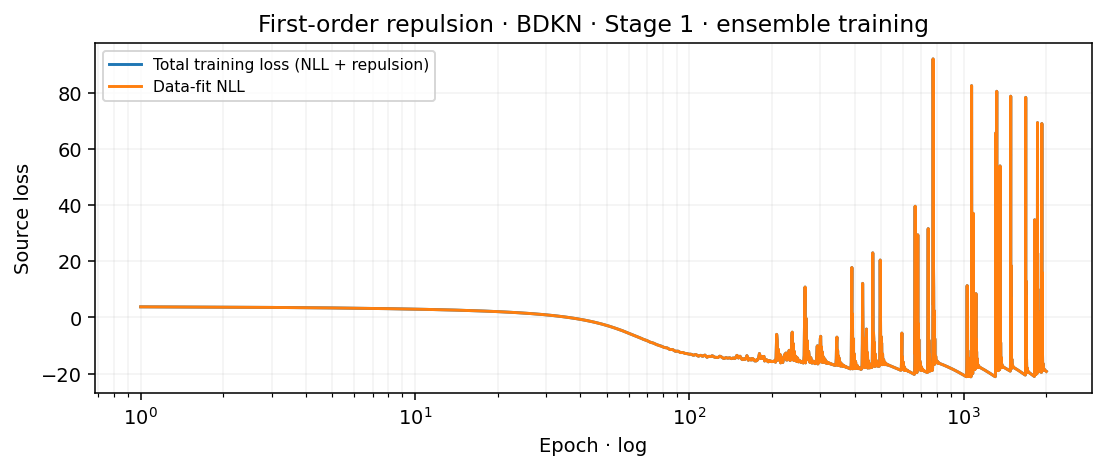 First-order repulsion · BDKN · Stage 1 · ensemble training
Total training loss (NLL + repulsion)
Data-fit NLL
Source loss
80
60
40
20
0
−20
10⁰
10¹
10²
10³
Epoch · log